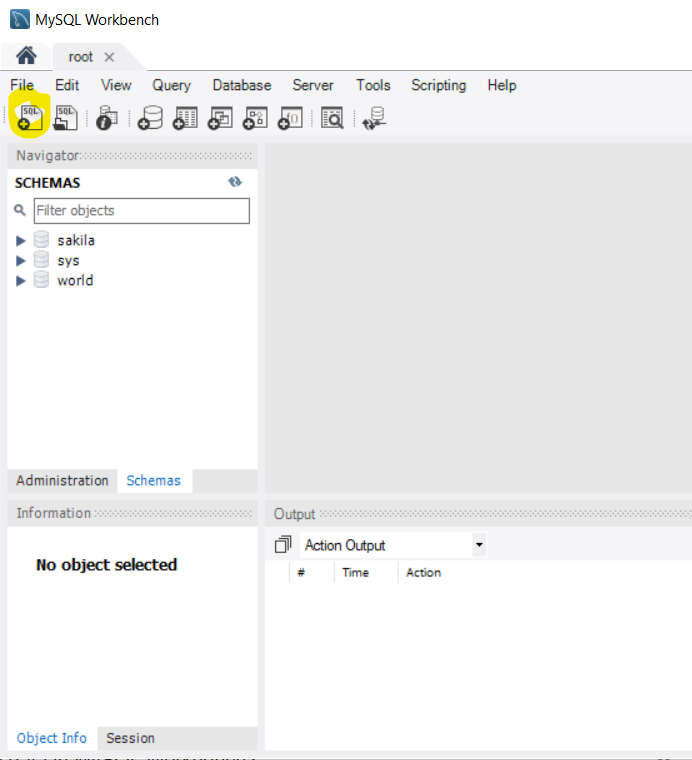 MySQL Workbench
root
File Edit View Query Database Server Tools Scripting Help
SQL SQL
Navigator
SCHEMAS
Filter objects
sakila
sys
world
Administration Schemas
Information
No object selected
Object Info Session
Output
Action Output
# Time Action